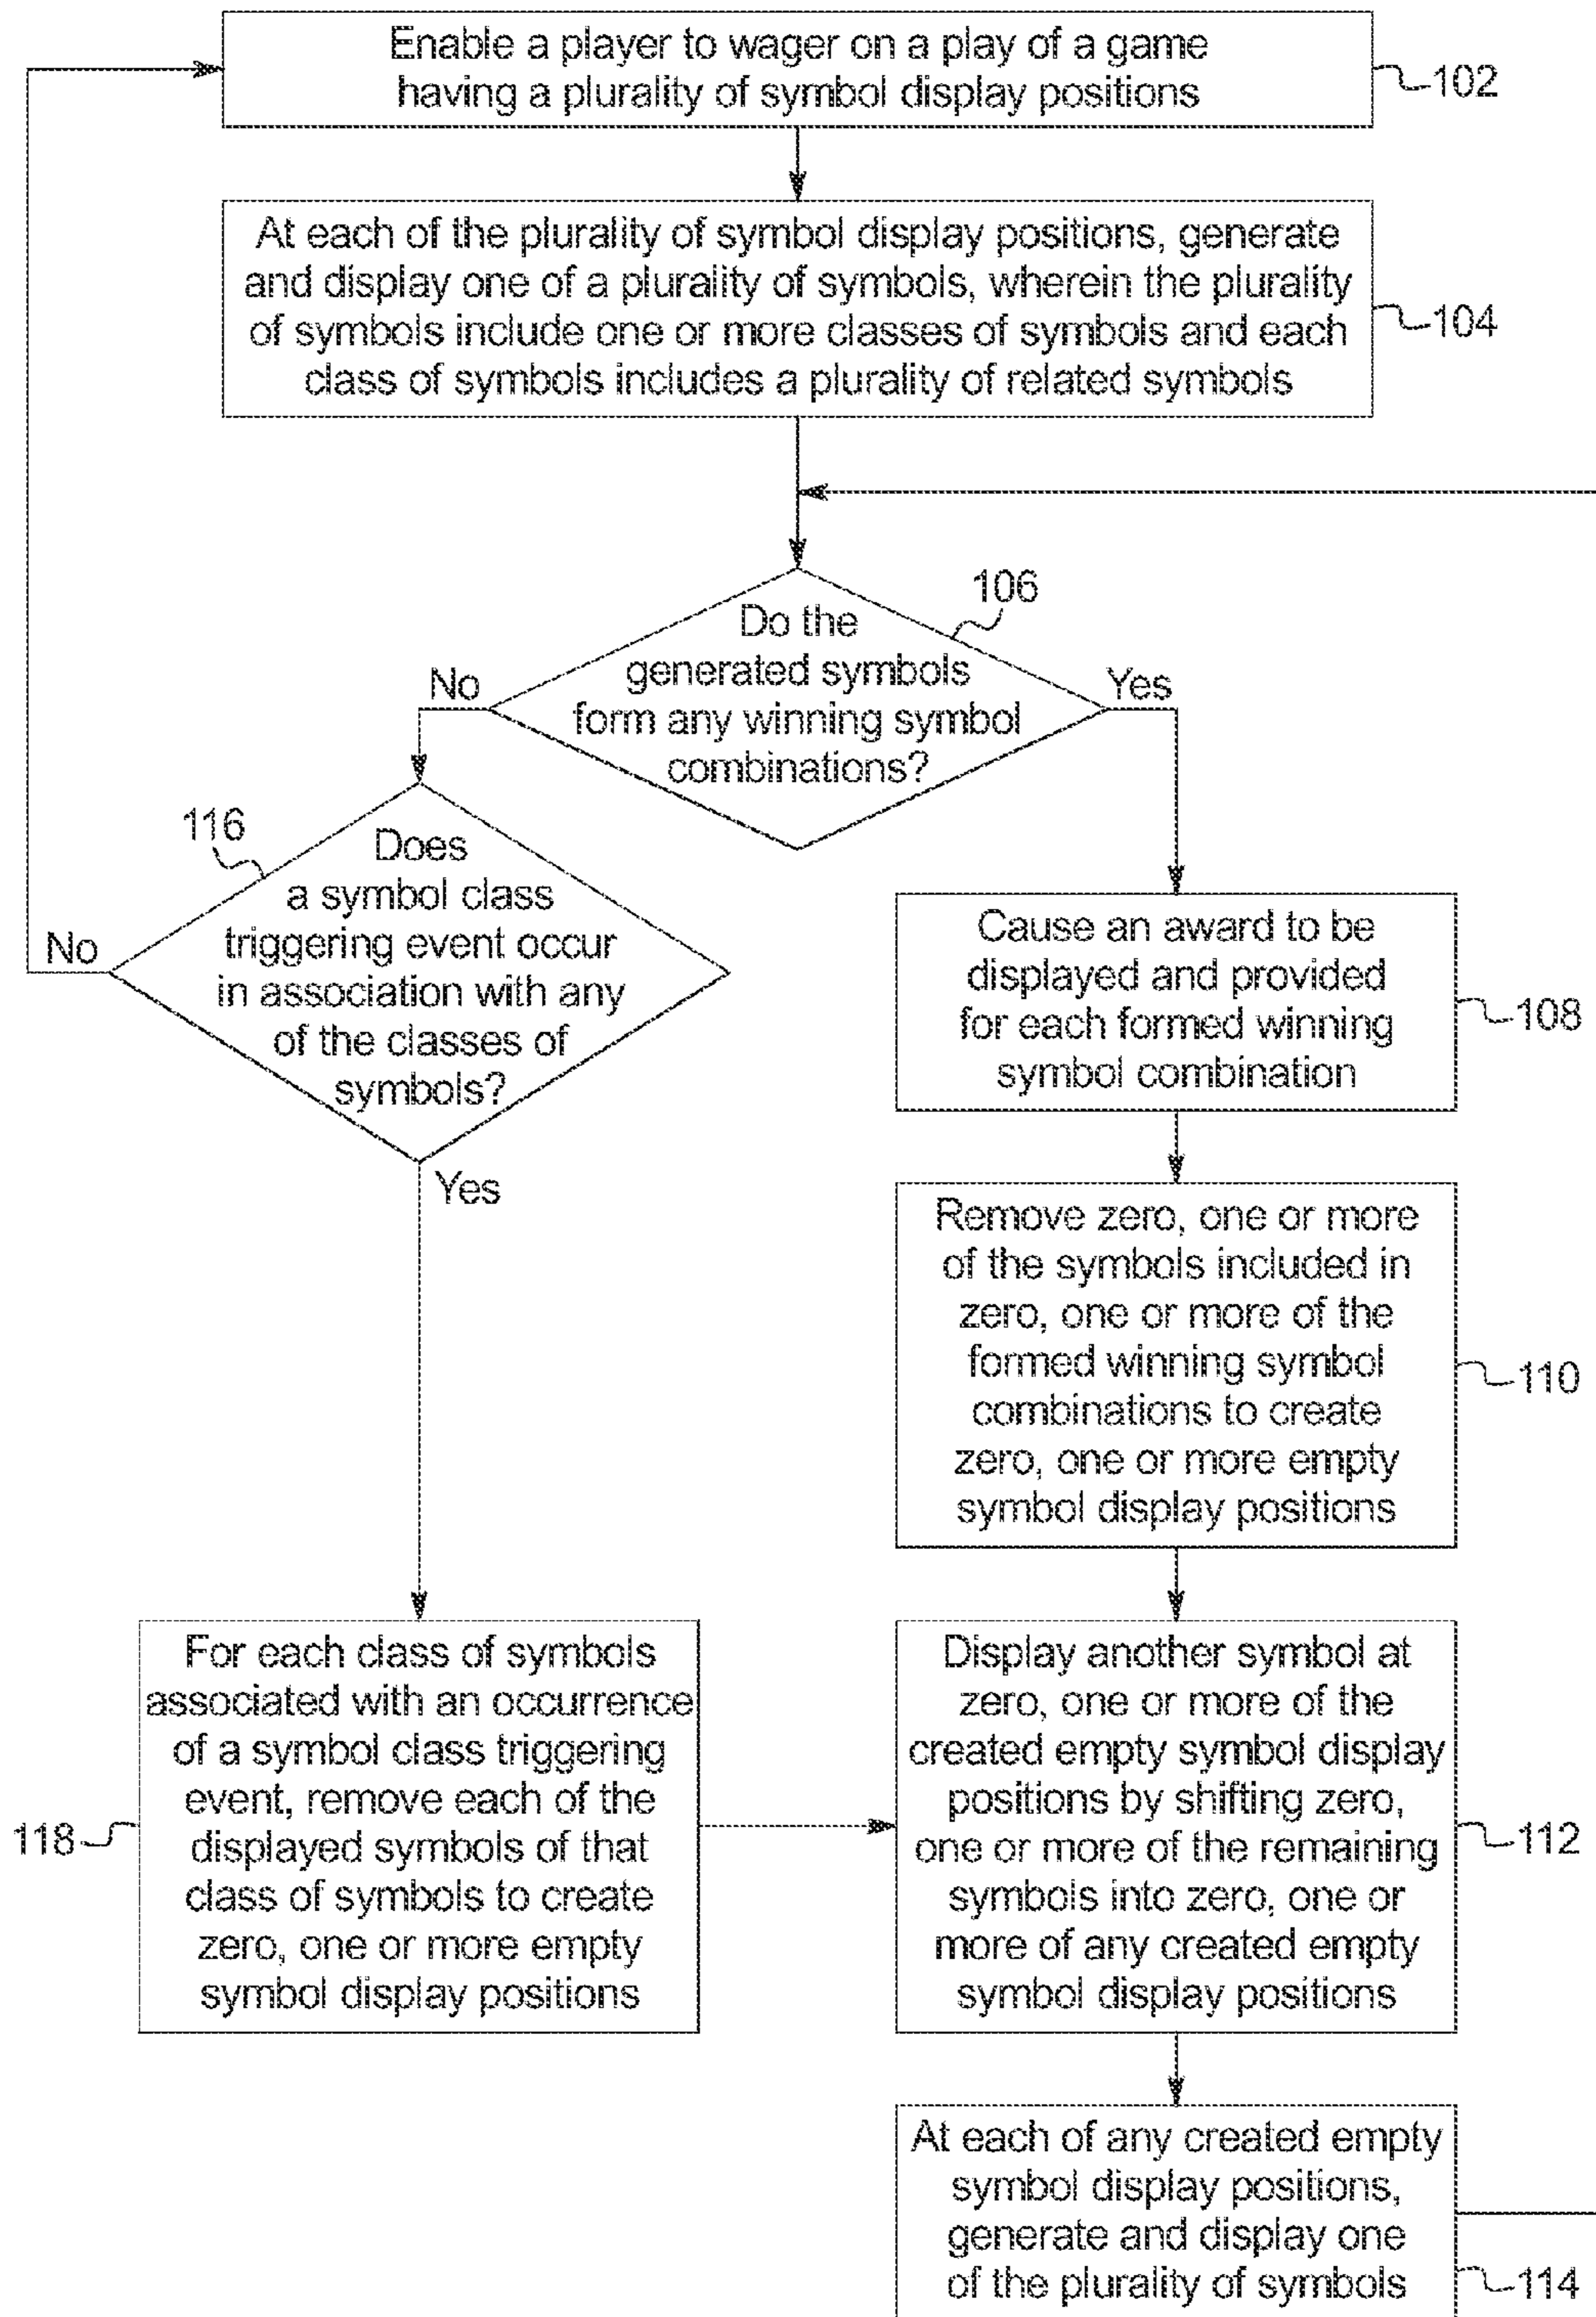 Enable a player to wager on a play of a game
having a plurality of symbol display positions
102
At each of the plurality of symbol display positions, generate
and display one of a plurality of symbols, wherein the plurality
of symbols include one or more classes of symbols and each
class of symbols includes a plurality of related symbols
104
106
Do the
generated symbols
form any winning symbol
combinations?
No
Yes
116
Does
a symbol class
triggering event occur
in association with any
of the classes of
symbols?
No
Yes
Cause an award to be
displayed and provided
for each formed winning
symbol combination
108
Remove zero, one or more
of the symbols included in
zero, one or more of the
formed winning symbol
combinations to create
zero, one or more empty
symbol display positions
110
For each class of symbols
associated with an occurrence
of a symbol class triggering
event, remove each of the
displayed symbols of that
class of symbols to create
zero, one or more empty
symbol display positions
118
Display another symbol at
zero, one or more of the
created empty symbol display
positions by shifting zero,
one or more of the remaining
symbols into zero, one or
more of any created empty
symbol display positions
112
At each of any created empty
symbol display positions,
generate and display one
of the plurality of symbols
114